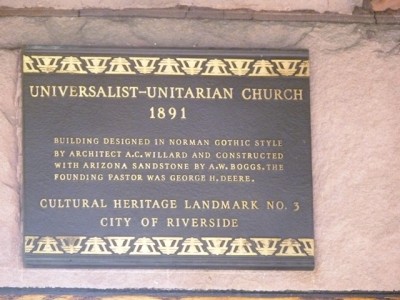 UNIVERSALIST-UNITARIAN CHURCH
1891
BUILDING DESIGNED IN NORMAN GOTHIC STYLE
BY ARCHITECT A.C. WILLARD AND CONSTRUCTED
WITH ARIZONA SANDSTONE BY A.W. BOGGS. THE
FOUNDING PASTOR WAS GEORGE H. DEERE.
CULTURAL HERITAGE LANDMARK NO. 3
CITY OF RIVERSIDE